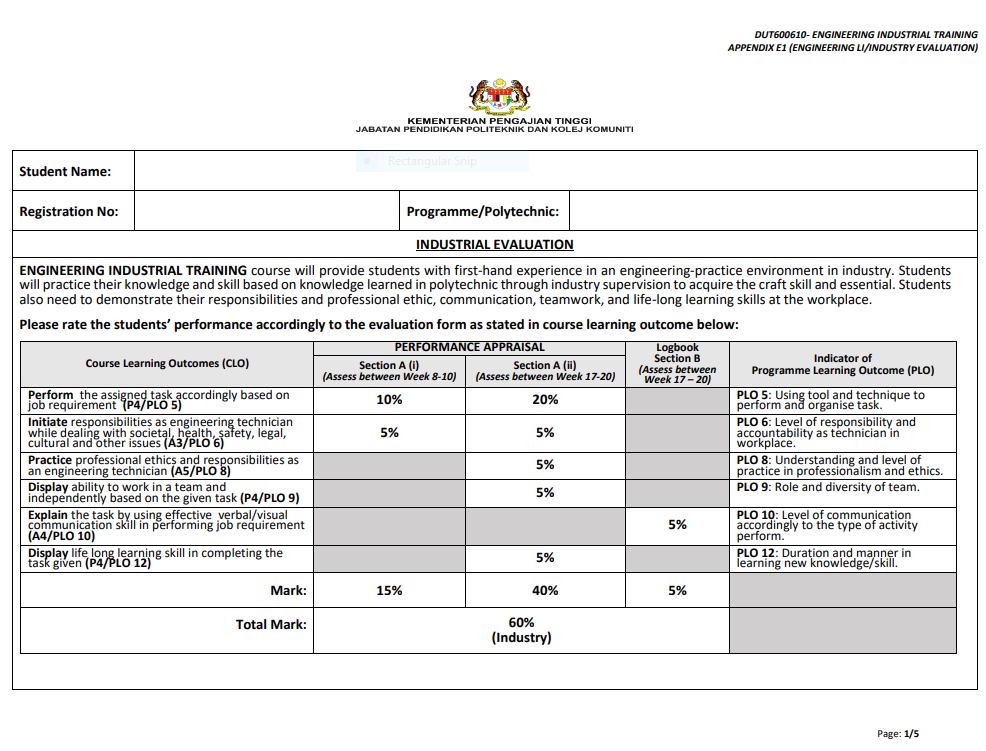 DUT600610- ENGINEERING INDUSTRIAL TRAINING
APPENDIX E1 (ENGINEERING LI/INDUSTRY EVALUATION)
KEMENTERIAN PENGAJIAN TINGGI
JABATAN PENDIDIKAN POLITEKNIK DAN KOLEJ KOMUNITI
Rectangular Snip
Student Name:
Registration No:
Programme/Polytechnic:
INDUSTRIAL EVALUATION
ENGINEERING INDUSTRIAL TRAINING course will provide students with first-hand experience in an engineering-practice environment in industry. Students
will practice their knowledge and skill based on knowledge learned in polytechnic through industry supervision to acquire the craft skill and essential. Students
also need to demonstrate their responsibilities and professional ethic, communication, teamwork, and life-long learning skills at the workplace.
Please rate the students’ performance accordingly to the evaluation form as stated in course learning outcome below:
Course Learning Outcomes (CLO)
PERFORMANCE APPRAISAL
Section A (i)
(Assess between Week 8-10)
Section A (ii)
(Assess between Week 17-20)
Logbook
Section B
(Assess between
Week 17 – 20)
Indicator of
Programme Learning Outcome (PLO)
Perform the assigned task accordingly based on
job requirement (P4/PLO 5)
10%
20%
PLO 5: Using tool and technique to
perform and organise task.
Initiate responsibilities as engineering technician
while dealing with societal, health, safety, legal,
cultural and other issues (A3/PLO 6)
5%
5%
PLO 6: Level of responsibility and
accountability as technician in
workplace.
Practice professional ethics and responsibilities as
an engineering technician (A5/PLO 8)
5%
PLO 8: Understanding and level of
practice in professionalism and ethics.
Display ability to work in a team and
independently based on the given task (P4/PLO 9)
5%
PLO 9: Role and diversity of team.
Explain the task by using effective verbal/visual
communication skill in performing job requirement
(A4/PLO 10)
5%
PLO 10: Level of communication
accordingly to the type of activity
perform.
Display life long learning skill in completing the
task given (P4/PLO 12)
5%
PLO 12: Duration and manner in
learning new knowledge/skill.
Mark:
15%
40%
5%
Total Mark:
60%
(Industry)
Page: 1/5